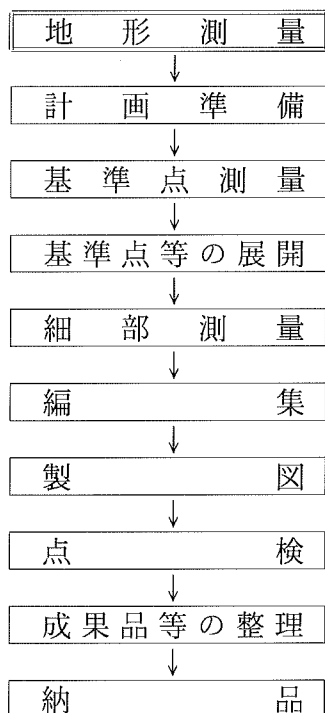 地形測量
↓
計画準備
↓
基準点測量
↓
基準点等の展開
↓
細部測量
↓
編集
↓
製図
↓
点検
↓
成果品等の整理
↓
納品